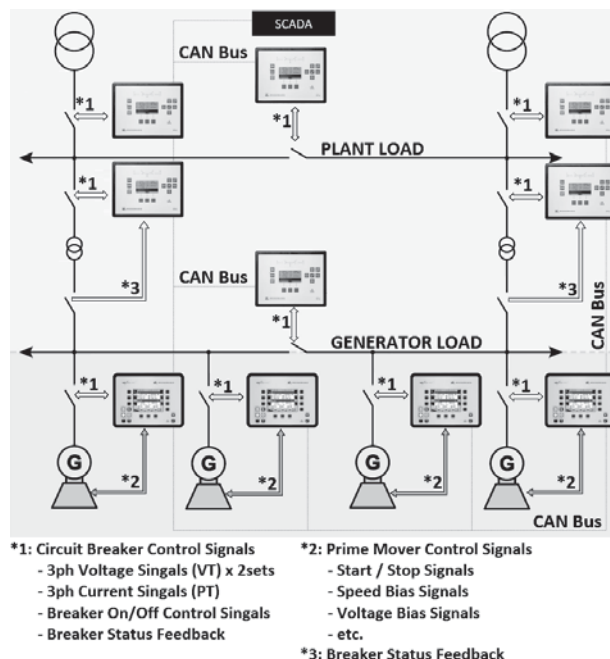 SCADA
CAN Bus
*1
*1
*1
*1
PLANT LOAD
*1
*1
CAN Bus
*3
*3
*1
CAN Bus
GENERATOR LOAD
*1
*1
*1
*1
G
G
G
G
*2
*2
*2
*2
CAN Bus
*1: Circuit Breaker Control Signals
- 3ph Voltage Singals (VT) x 2sets
- 3ph Current Singals (PT)
- Breaker On/Off Control Singals
- Breaker Status Feedback
*2: Prime Mover Control Signals
- Start / Stop Signals
- Speed Bias Signals
- Voltage Bias Signals
- etc.
*3: Breaker Status Feedback